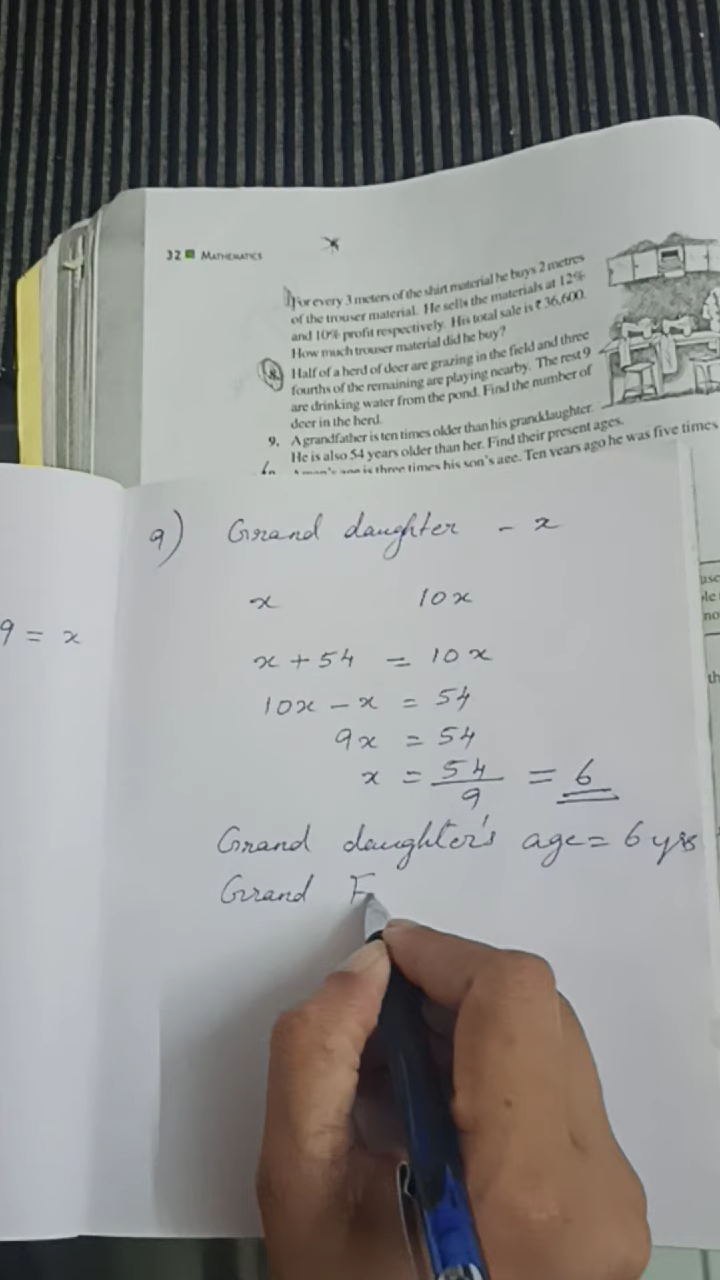 32 MATHEMATICS
For every 3 meters of the shirt material he buys 2 metres
of the trouser material. He sells the materials at 12%
and 10% profit respectively. His total sale is ₹ 36,600.
How much trouser material did he buy?
8. Half of a herd of deer are grazing in the field and three
fourths of the remaining are playing nearby. The rest 9
are drinking water from the pond. Find the number of
deer in the herd.
9. A grandfather is ten times older than his granddaughter.
He is also 54 years older than her. Find their present ages.
A man's age is three times his son's age. Ten years ago he was five times
9 = x
9) Grand daughter - x
x 10x
x + 54 = 10x
10x - x = 54
9x = 54
x = 54/9 = 6
Grand daughter's age = 6 yrs
Grand F